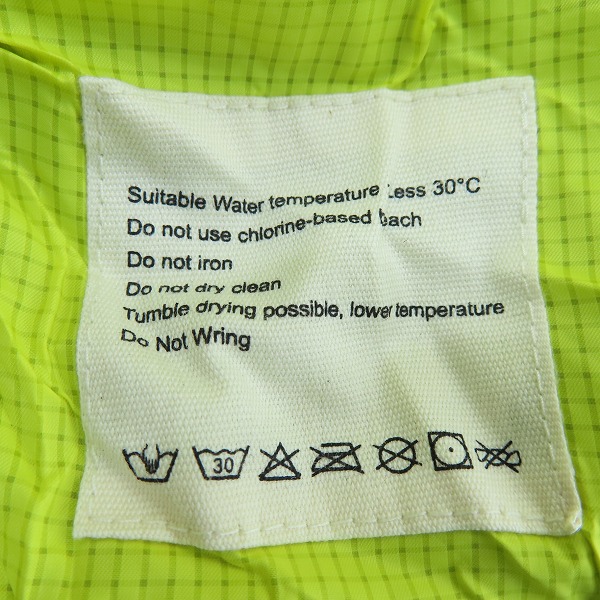 Suitable Water temperature Less 30°C
Do not use chlorine-based
Do not iron
Do not dry clean
Tumble drying possible, lower temperature
Do Not Wring
30